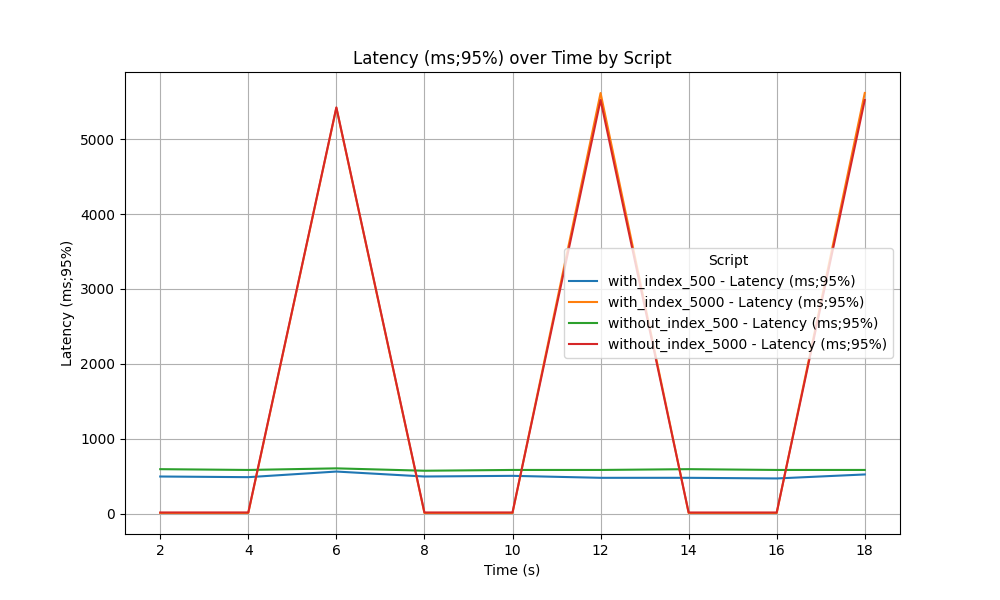 Latency (ms;95%) over Time by Script
Latency (ms;95%)
5000
4000
3000
2000
1000
0
Script
with_index_500 - Latency (ms;95%)
with_index_5000 - Latency (ms;95%)
without_index_500 - Latency (ms;95%)
without_index_5000 - Latency (ms;95%)
2 4 6 8 10 12 14 16 18
Time (s)